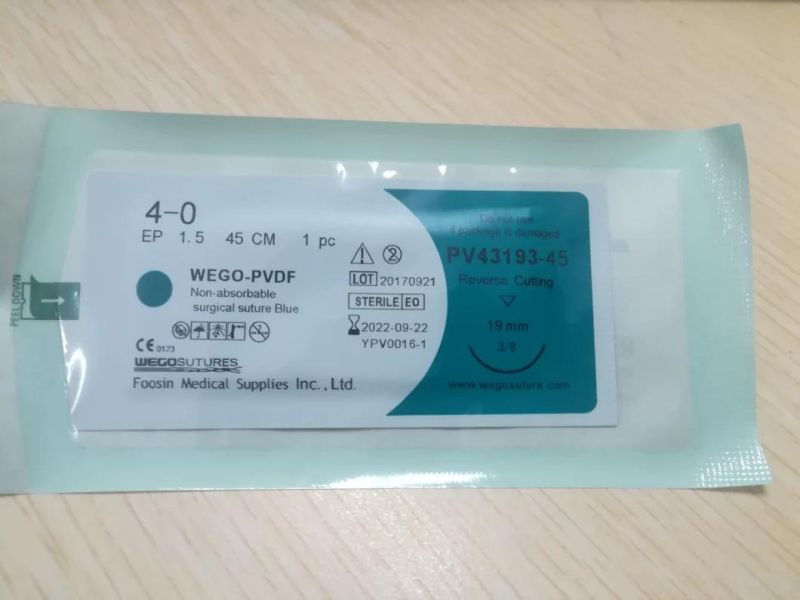 4-0
EP 1.5 45 CM 1 pc
WEGO-PVDF
Non-absorbable
surgical suture Blue
CE 0123
WEGOSUTURES
Foosin Medical Supplies Inc.,Ltd.
2
LOT 20170921
STERILE EO
2022-09-22
YPV0016-1
Do not use
if package is damaged
PV43193-45
Reverse Cutting
19 mm
3/8
www.wegosuture.com
PEEL DOWN